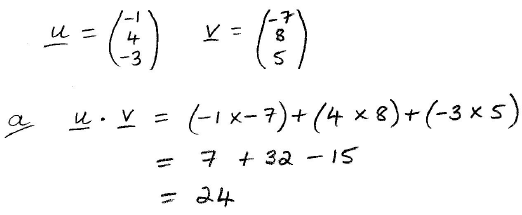 u = (-1 4 -3) v = (-7 8 5)
a u · v = (-1 x -7) + (4 x 8) + (-3 x 5)
= 7 + 32 - 15
= 24